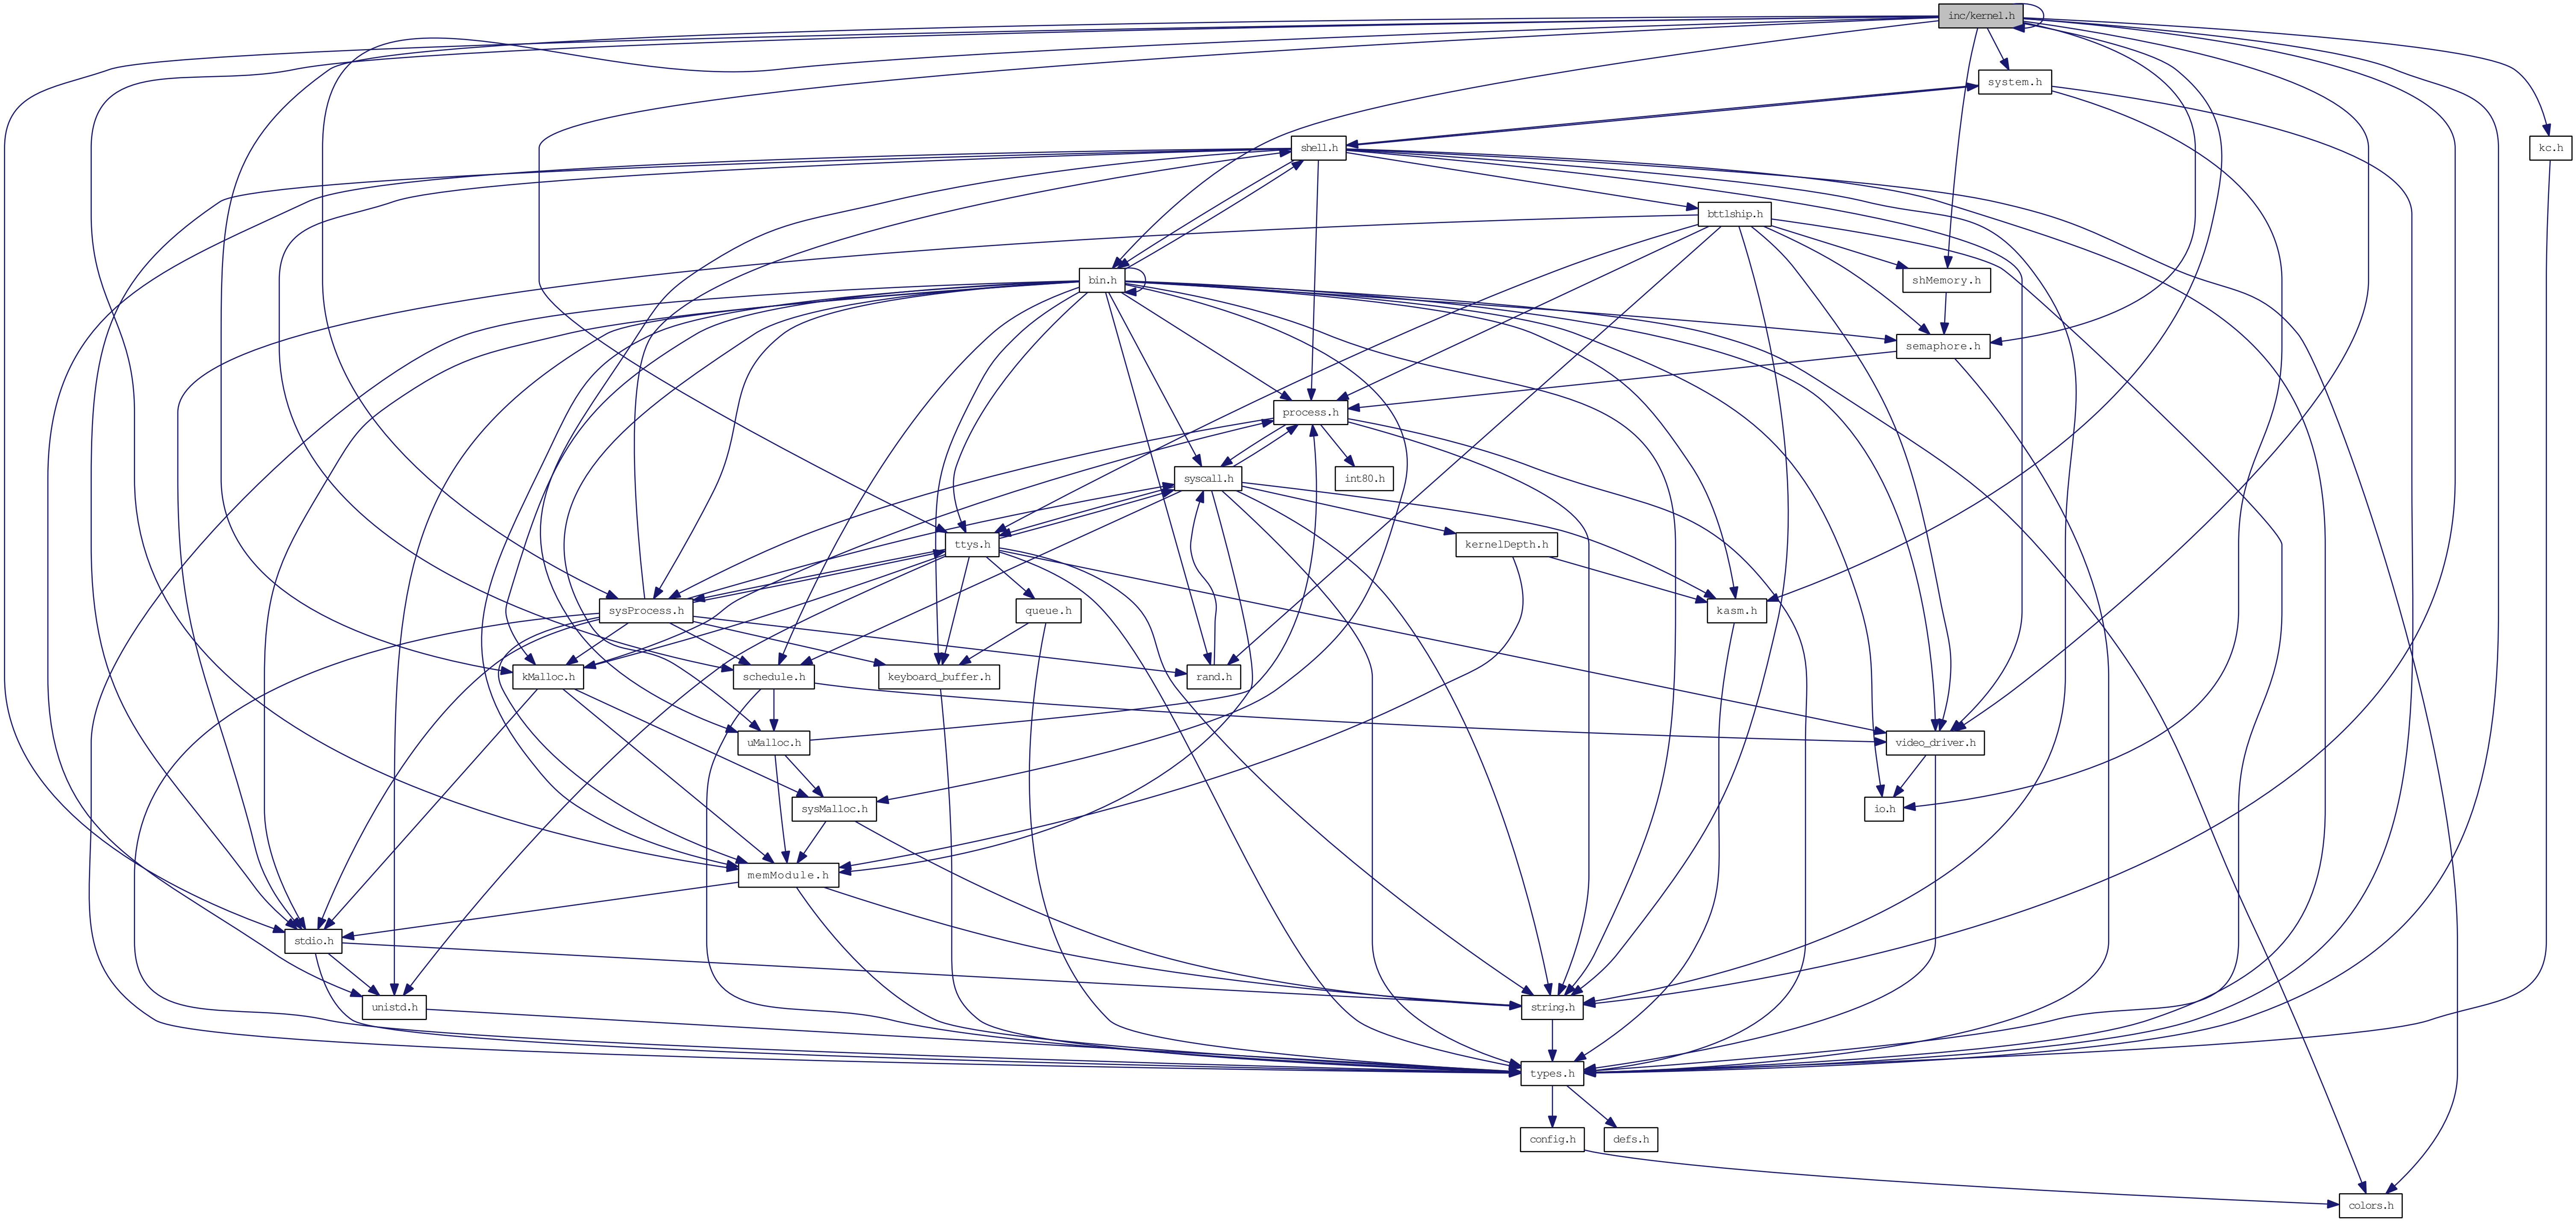 inc/kernel.h
system.h
shell.h
kc.h
bttlship.h
bin.h
shMemory.h
semaphore.h
process.h
syscall.h
int80.h
ttys.h
kernelDepth.h
sysProcess.h
queue.h
kasm.h
kMalloc.h
schedule.h
keyboard_buffer.h
rand.h
uMalloc.h
video_driver.h
sysMalloc.h
io.h
memModule.h
stdio.h
unistd.h
string.h
types.h
config.h
defs.h
colors.h